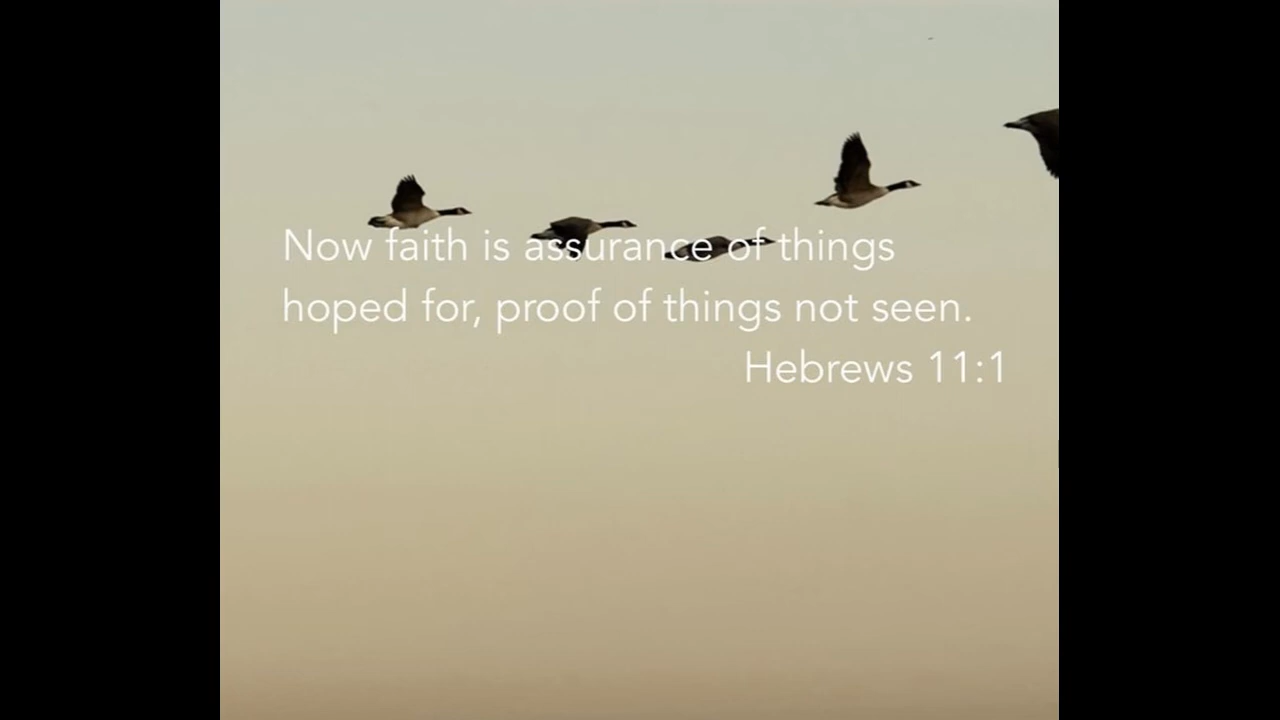 Now faith is assurance of things
hoped for, proof of things not seen.
Hebrews 11:1